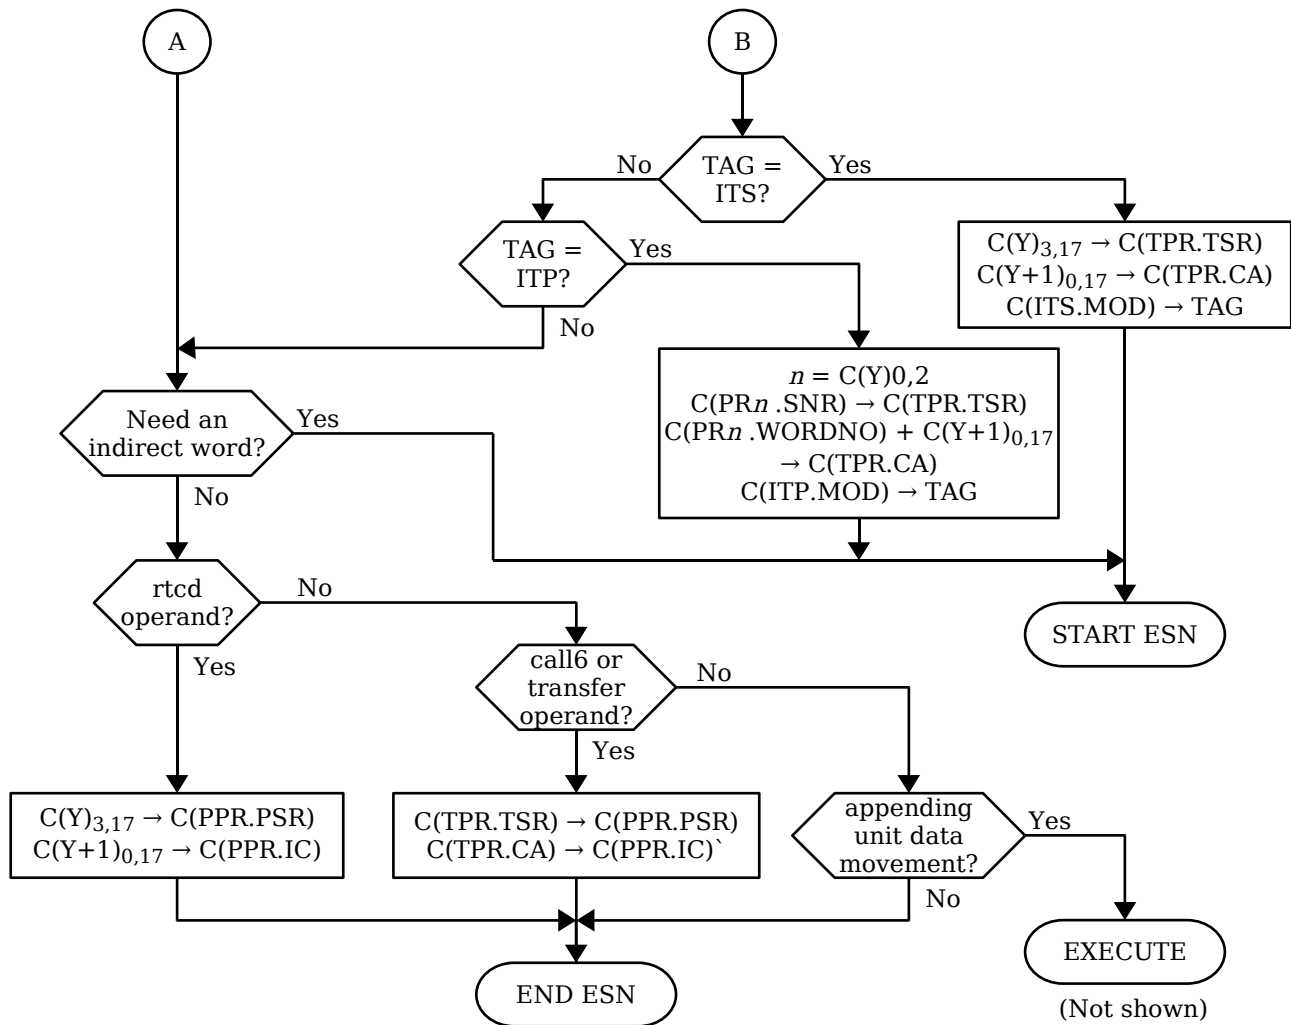 A
B
TAG =
ITS?
No
Yes
TAG =
ITP?
Yes
No
C(Y)3,17 → C(TPR.TSR)
C(Y+1)0,17 → C(TPR.CA)
C(ITS.MOD) → TAG
n = C(Y)0,2
C(PRn .SNR) → C(TPR.TSR)
C(PRn .WORDNO) + C(Y+1)0,17
→ C(TPR.CA)
C(ITP.MOD) → TAG
Need an
indirect word?
Yes
No
rtcd
operand?
No
Yes
START ESN
call6 or
transfer
operand?
No
Yes
C(Y)3,17 → C(PPR.PSR)
C(Y+1)0,17 → C(PPR.IC)
C(TPR.TSR) → C(PPR.PSR)
C(TPR.CA) → C(PPR.IC)`
appending
unit data
movement?
Yes
No
END ESN
EXECUTE
(Not shown)